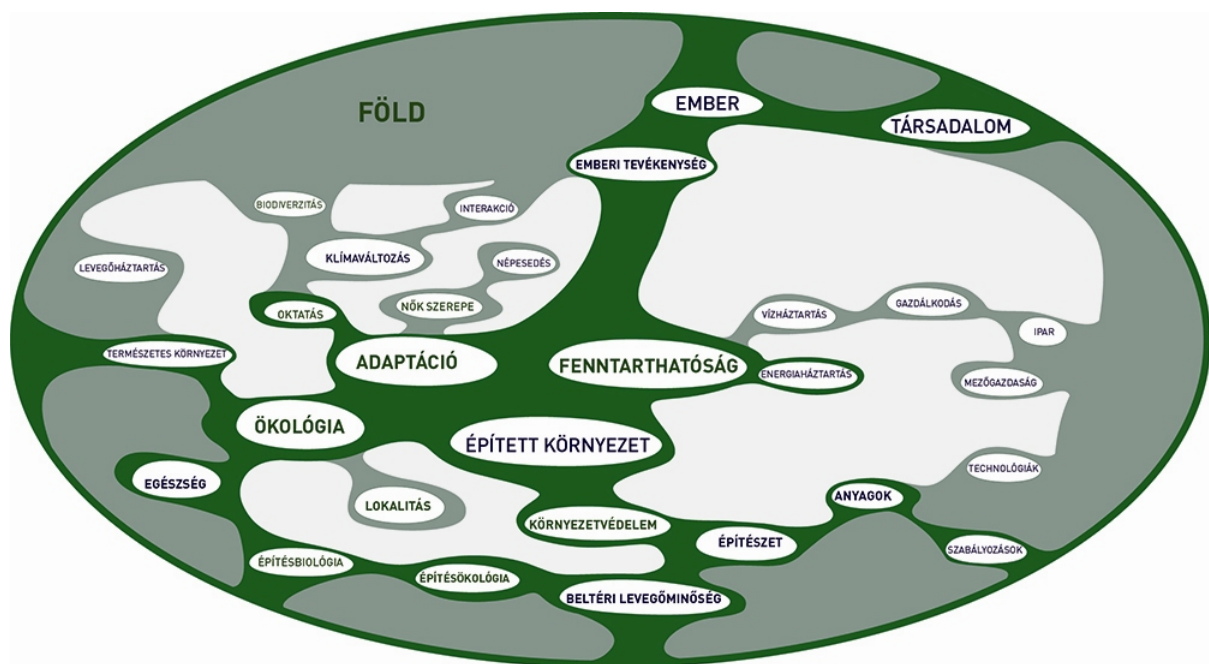 FÖLD
EMBER
TÁRSADALOM
EMBERI TEVÉKENYSÉG
BIODIVERZITÁS
INTERAKCIÓ
KLÍMAVÁLTOZÁS
NÉPESEDÉS
LEVEGŐHÁZTARTÁS
OKTATÁS
NŐK SZEREPE
VÍZHÁZTARTÁS
GAZDÁLKODÁS
IPAR
TERMÉSZETES KÖRNYEZET
ADAPTÁCIÓ
FENNTARTHATÓSÁG
ENERGIAHÁZTARTÁS
MEZŐGAZDASÁG
ÖKOLÓGIA
ÉPÍTETT KÖRNYEZET
TECHNOLÓGIÁK
EGÉSZSÉG
LOKALITÁS
ANYAGOK
KÖRNYEZETVÉDELEM
ÉPÍTÉSZET
SZABÁLYOZÁSOK
ÉPÍTÉSBIOLÓGIA
ÉPÍTÉSÖKOLÓGIA
BELTÉRI LEVEGŐMINŐSÉG